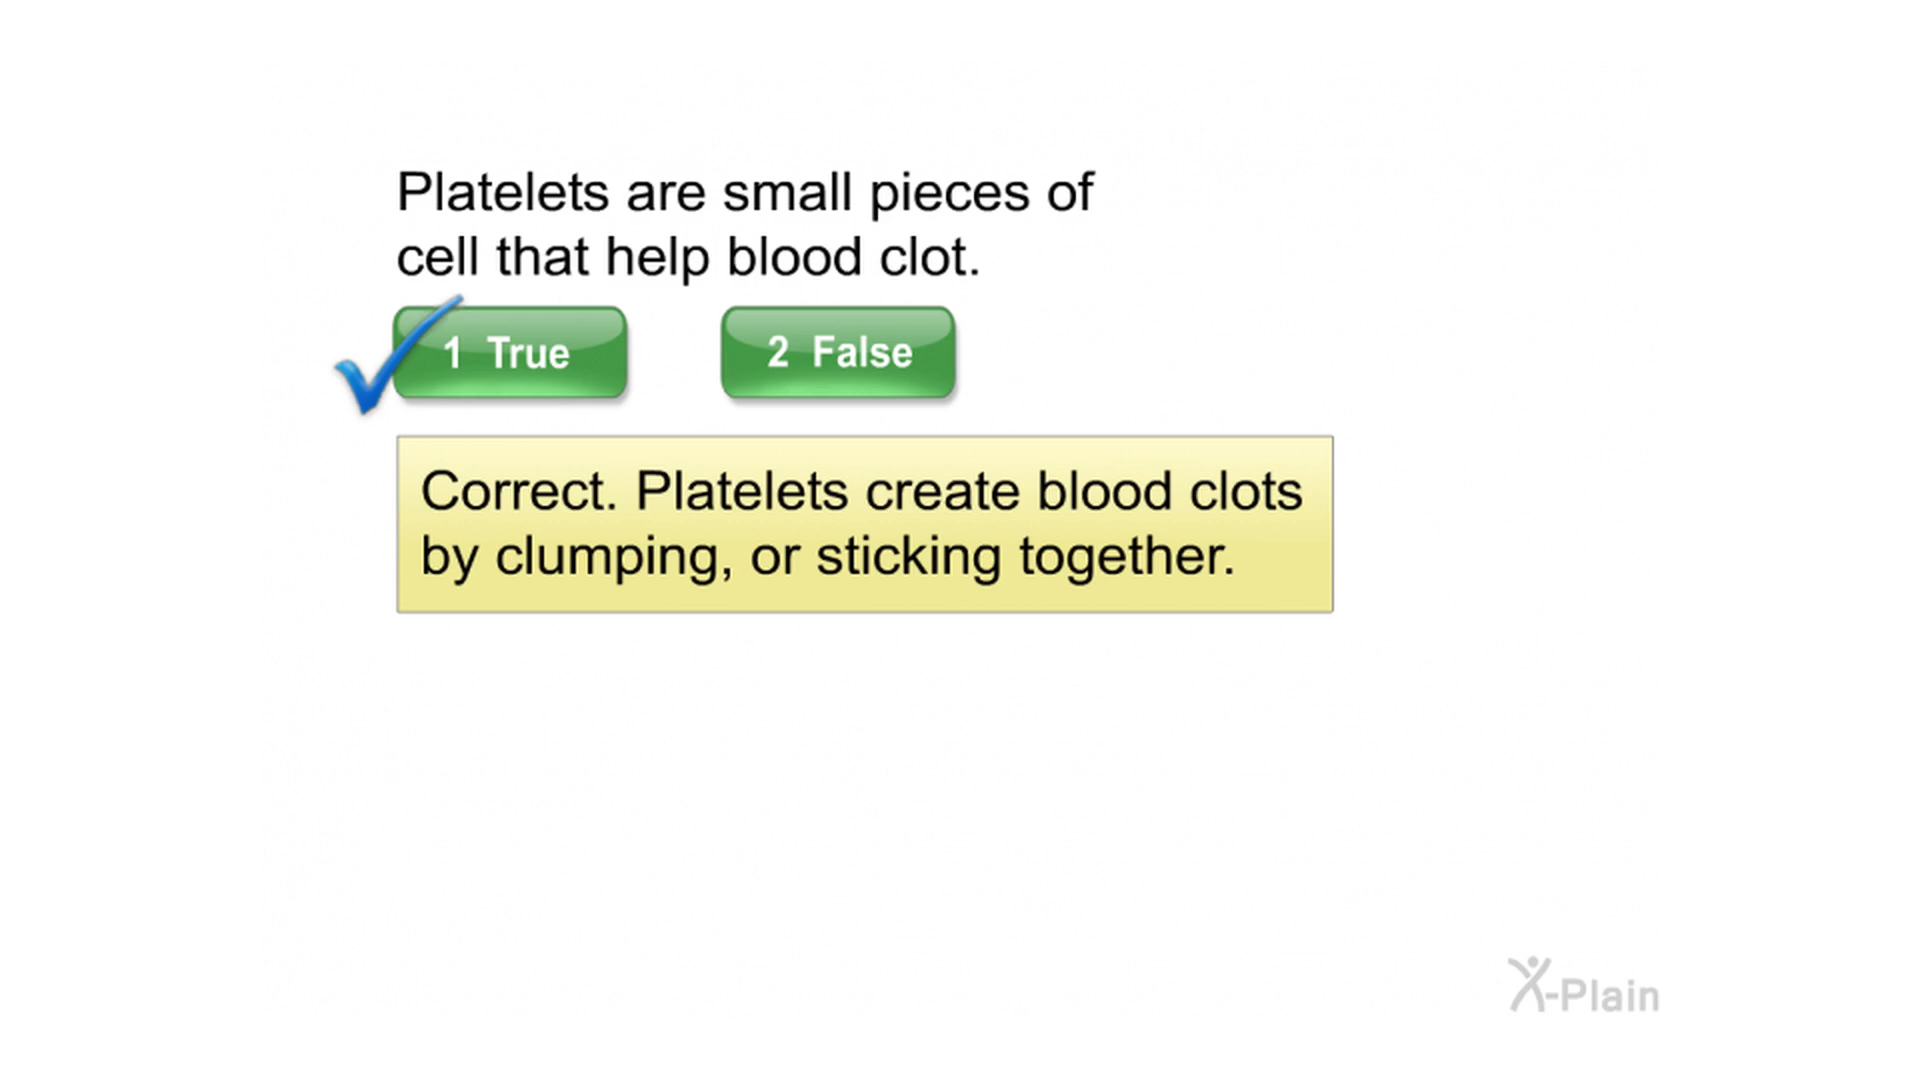 Platelets are small pieces of
cell that help blood clot.
1 True
2 False
Correct. Platelets create blood clots
by clumping, or sticking together.
X-Plain